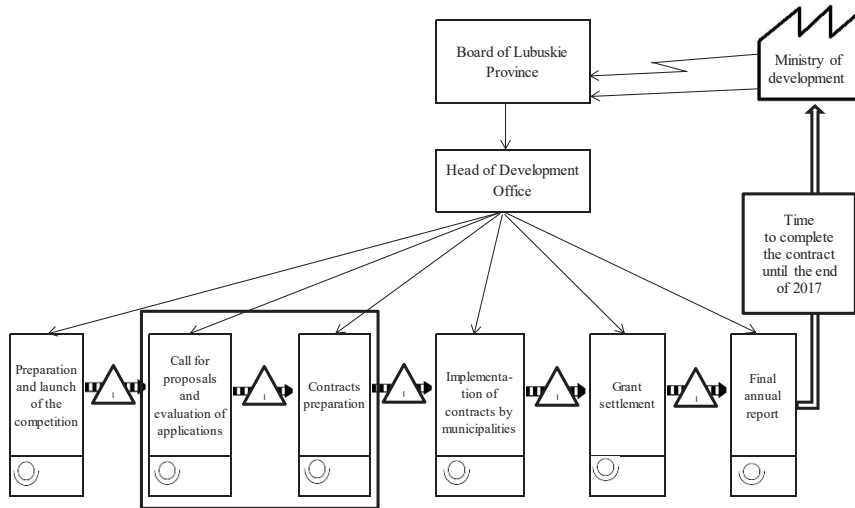 Board of Lubuskie
Province
Ministry of
development
Head of Development
Office
Time
to complete
the contract
until the end
of 2017
Preparation
and launch
of the
competition
I
Call for
proposals
and
evaluation of
applications
I
Contracts
preparation
I
Implementa-
tion of
contracts by
municipalities
I
Grant
settlement
I
Final
annual
report